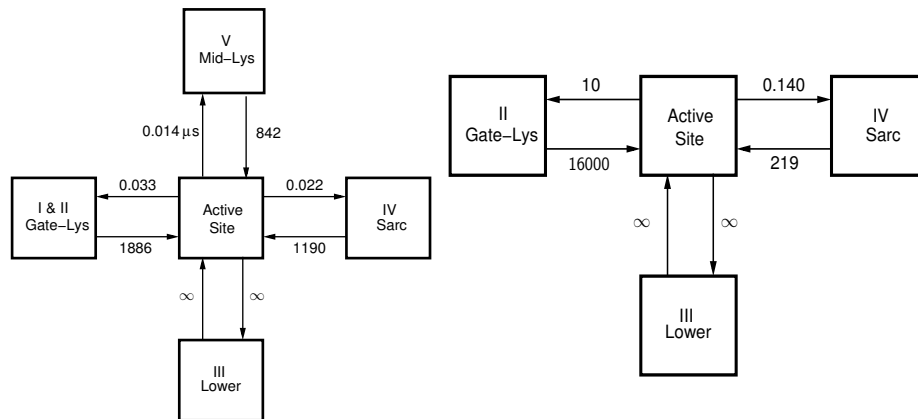 V
Mid-Lys
0.014 μs
842
0.033
0.022
I & II
Gate-Lys
Active
Site
IV
Sarc
1886
1190
∞
∞
III
Lower
10
0.140
II
Gate-Lys
Active
Site
IV
Sarc
16000
219
∞
∞
III
Lower